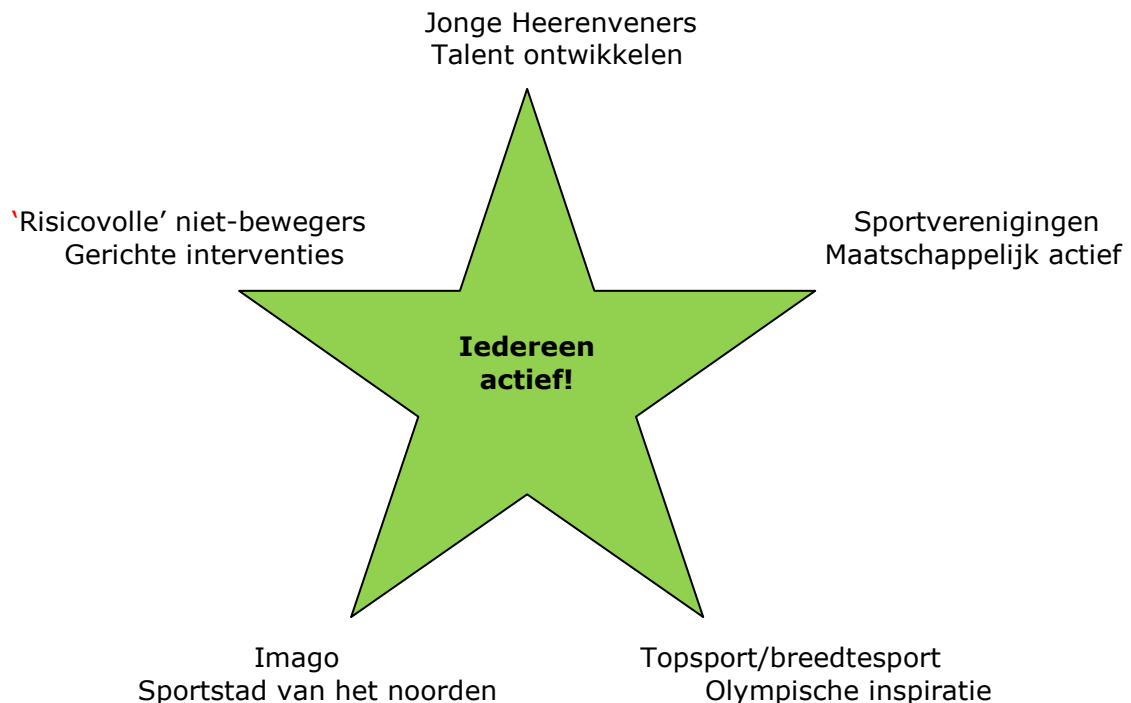 Jonge Heerenveners
Talent ontwikkelen
‘Risicovolle’ niet-bewegers
Gerichte interventies
Sportverenigingen
Maatschappelijk actief
Iedereen
actief!
Imago
Sportstad van het noorden
Topsport/breedtesport
Olympische inspiratie